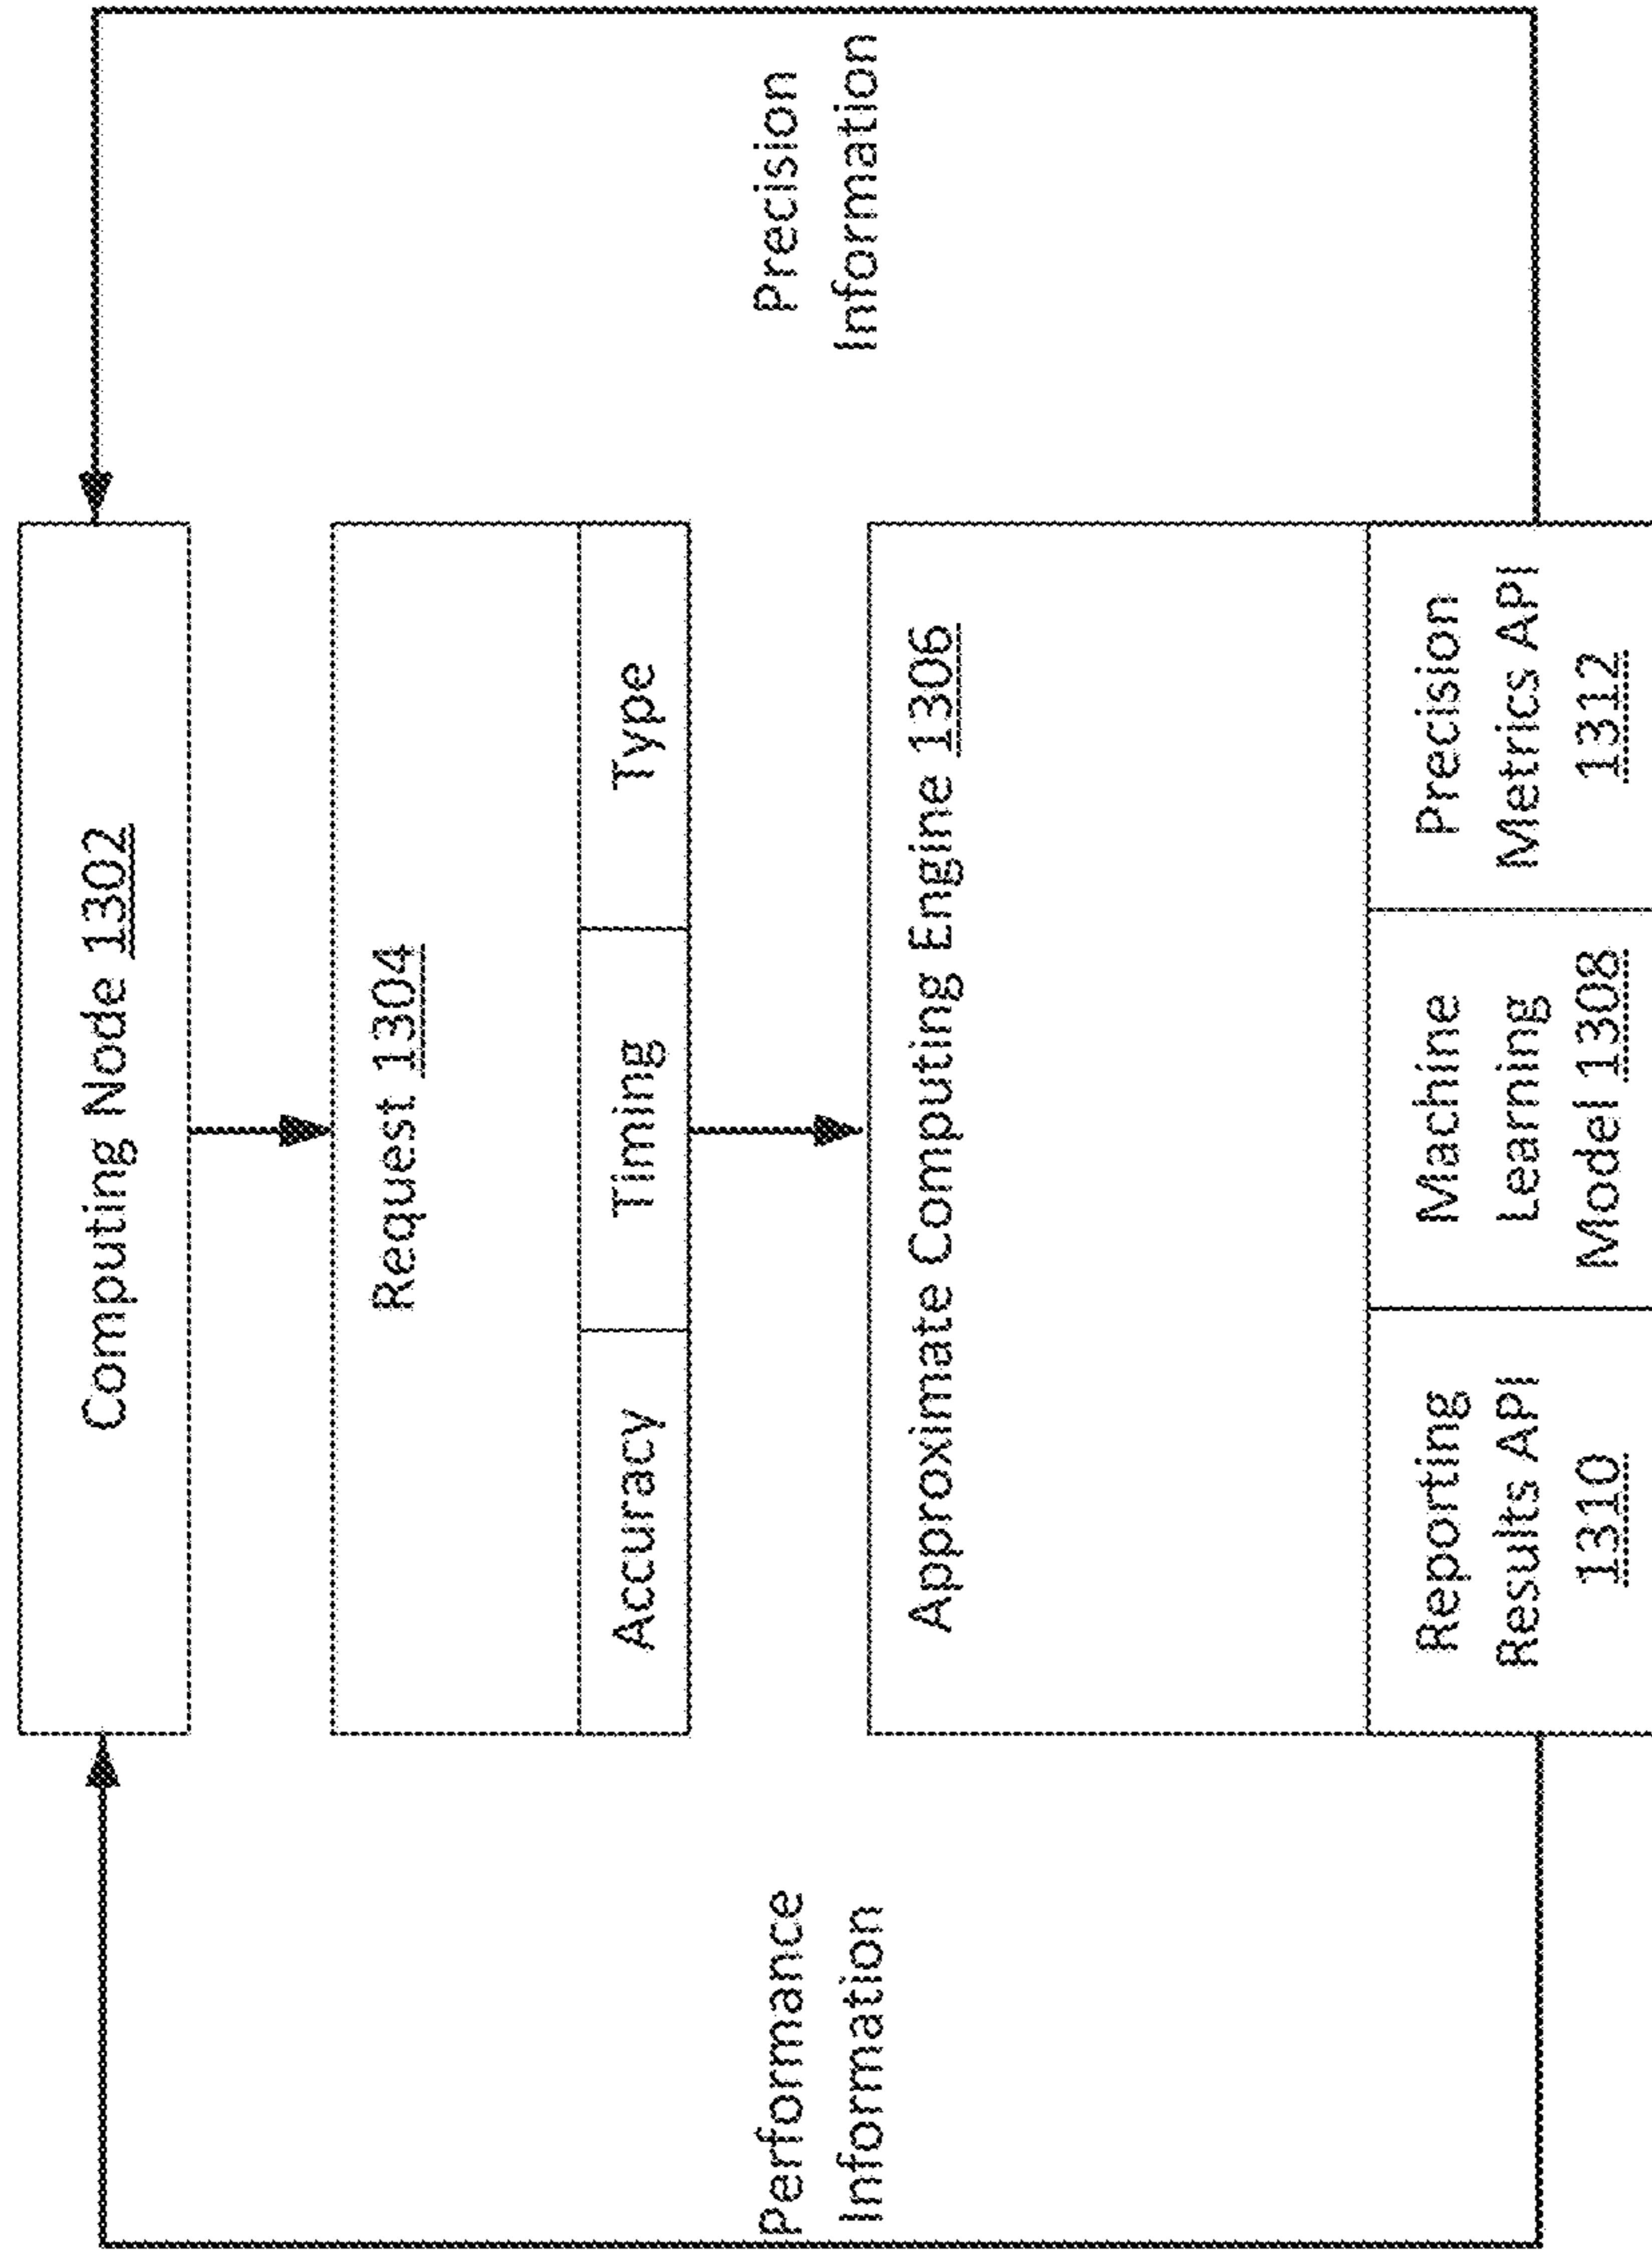 Computing Node 1302
Request 1304
Accuracy
Timing
Type
Performance
Information
Precision
Information
Approximate Computing Engine 1306
Reporting
Results API
1310
Machine
Learning
Model 1308
Precision
Metrics API
1312